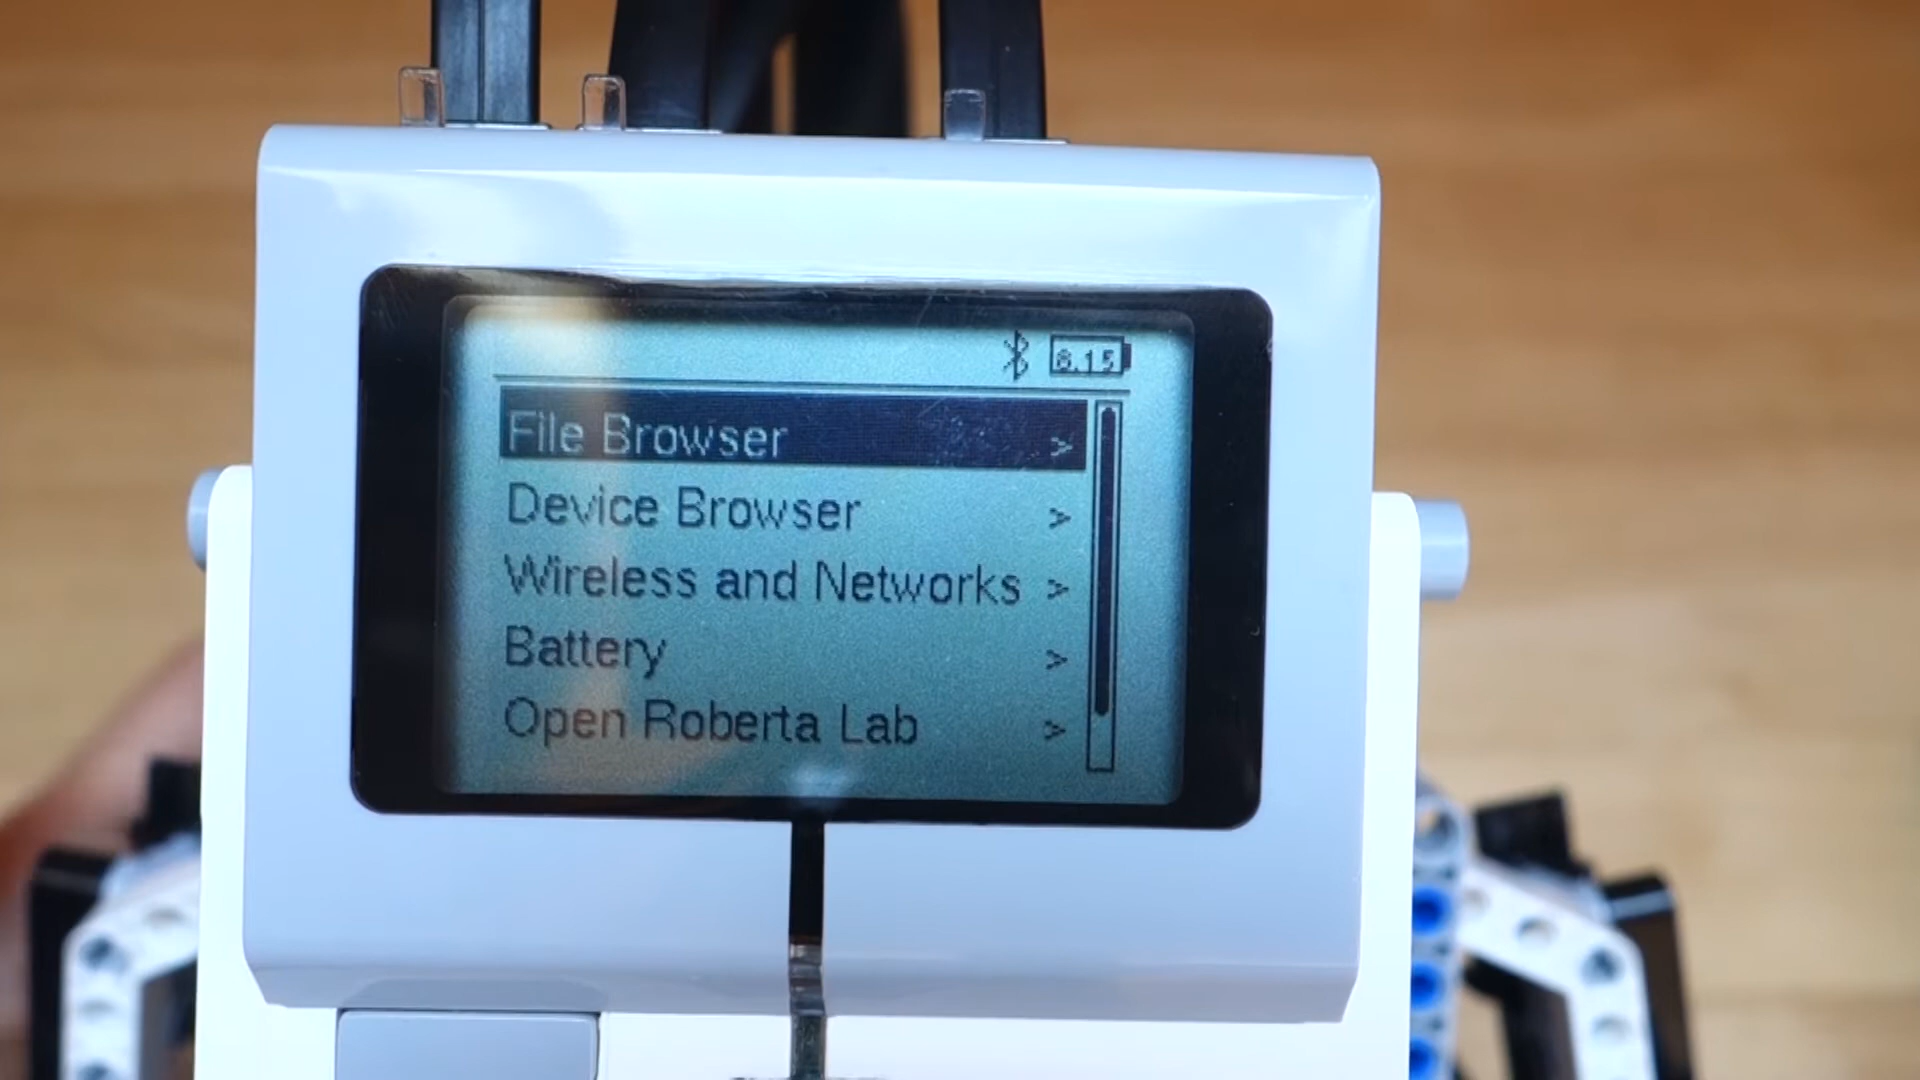 8.15
File Browser >
Device Browser >
Wireless and Networks >
Battery >
Open Roberta Lab >